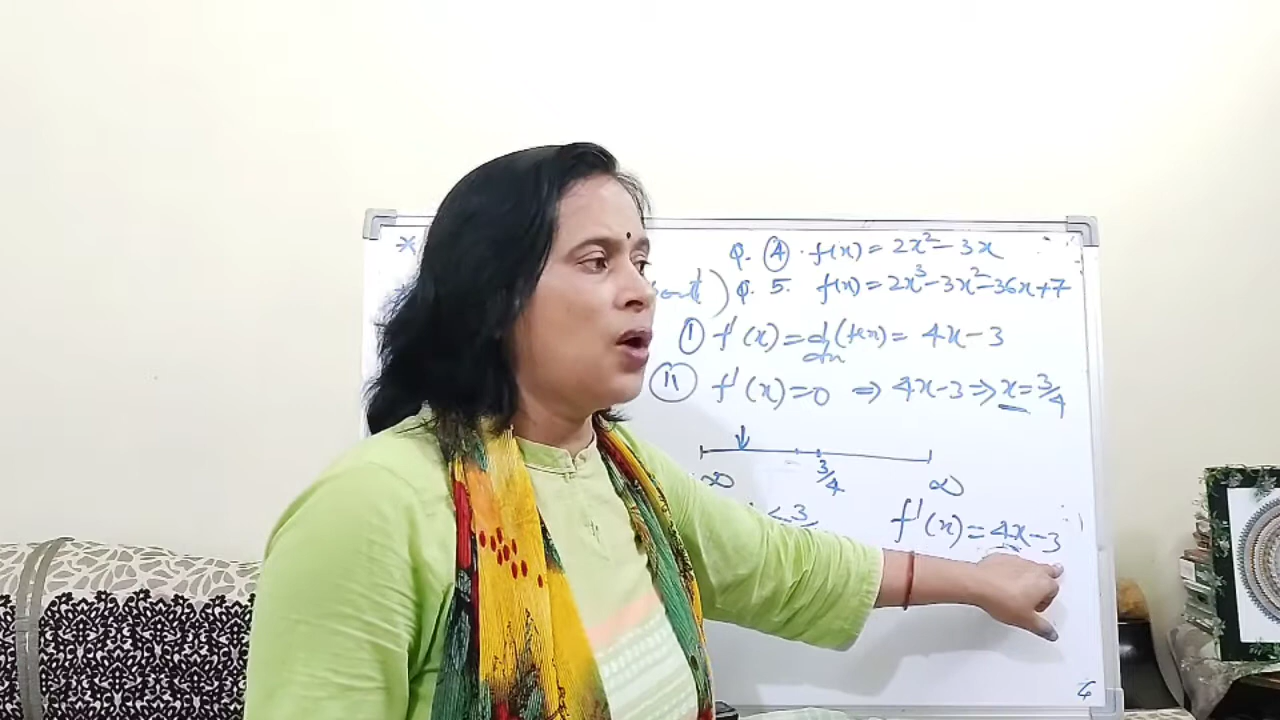 *
Q. ④ f(x) = 2x² - 3x
) Q. 5. f(x) = 2x³ - 3x² - 36x + 7
Ⓘ f'(x) = d/dx (f(x)) = 4x - 3
Ⓘⓘ f'(x) = 0 ⇒ 4x - 3 ⇒ x = 3/4
∞ 3/4 ∞
< 3/ f'(x) = 4x - 3